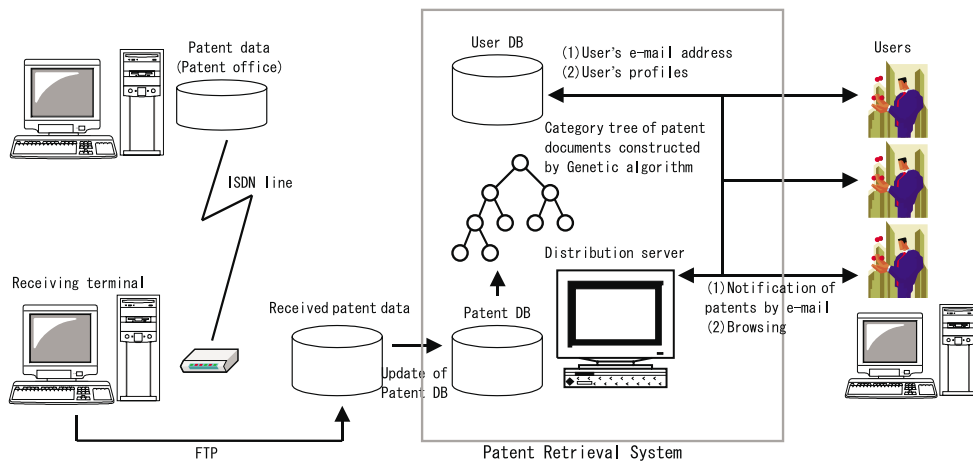 Patent data
(Patent office)
User DB
(1)User's e-mail address
(2)User's profiles
Users
Category tree of patent
documents constructed
by Genetic algorithm
ISDN line
Distribution server
Receiving terminal
Received patent data
Patent DB
(1)Notification of
patents by e-mail
(2)Browsing
Update of
Patent DB
FTP
Patent Retrieval System